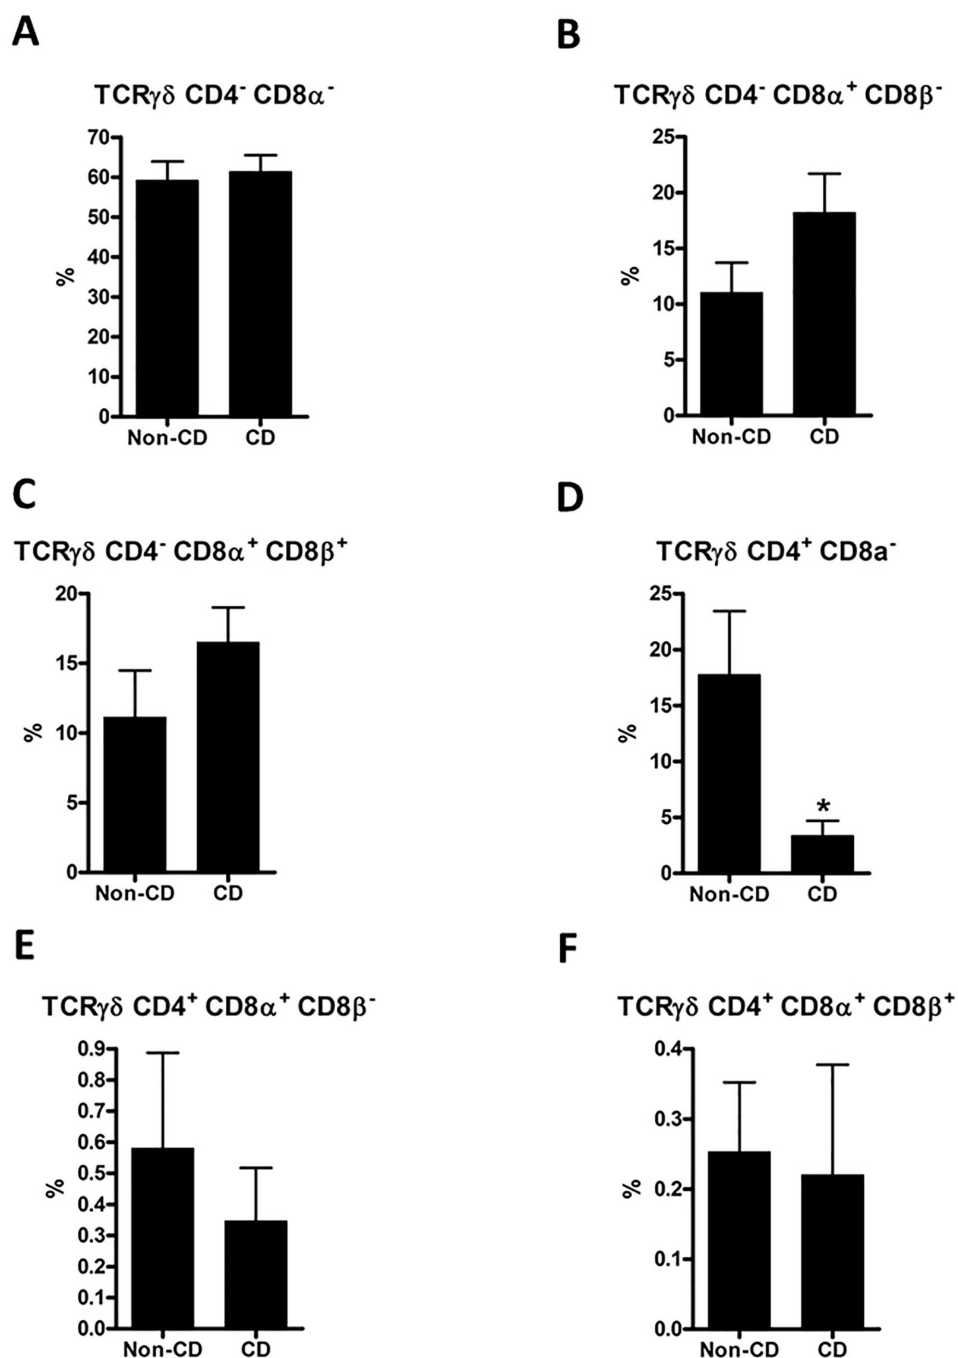 A
B
TCRγδ CD4⁻ CD8α⁻
TCRγδ CD4⁻ CD8α⁺ CD8β⁻
70
60
50
40
30
20
10
0
%
Non-CD CD
25
20
15
10
5
0
%
Non-CD CD
C
D
TCRγδ CD4⁻ CD8α⁺ CD8β⁺
TCRγδ CD4⁺ CD8a⁻
20
15
10
5
0
%
Non-CD CD
25
20
15
10
5
0
%
*
Non-CD CD
E
F
TCRγδ CD4⁺ CD8α⁺ CD8β⁻
TCRγδ CD4⁺ CD8α⁺ CD8β⁺
0.9
0.8
0.7
0.6
0.5
0.4
0.3
0.2
0.1
0.0
%
Non-CD CD
0.4
0.3
0.2
0.1
0.0
%
Non-CD CD